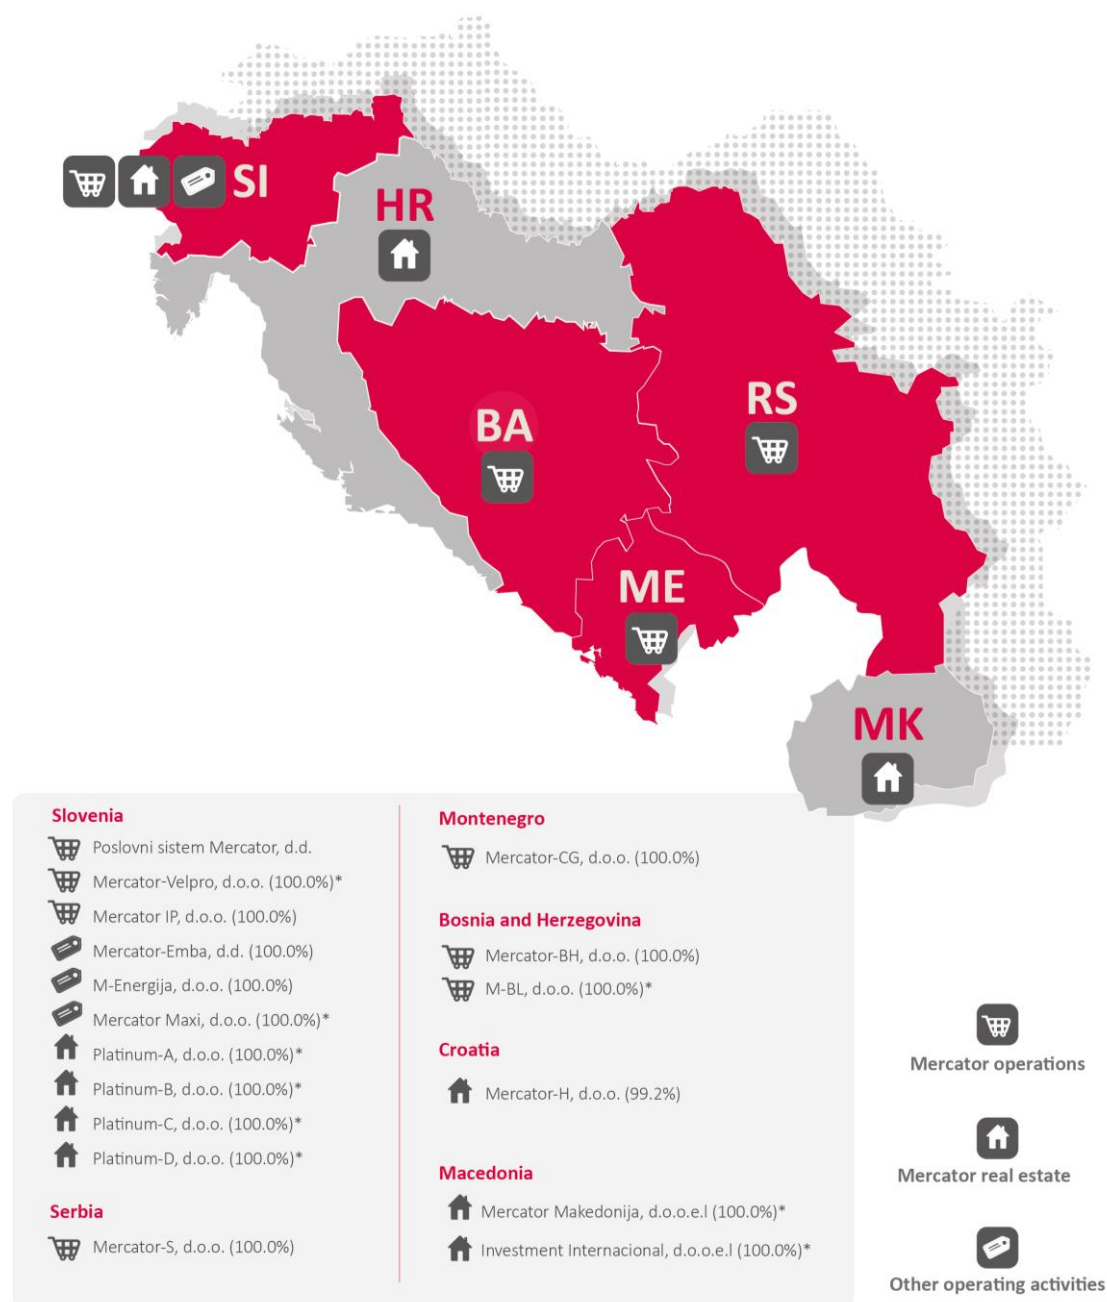 SI
HR
BA
RS
ME
MK
Slovenia
Poslovni sistem Mercator, d.d.
Mercator-Velpro, d.o.o. (100.0%)*
Mercator IP, d.o.o. (100.0%)
Mercator-Emba, d.d. (100.0%)
M-Energija, d.o.o. (100.0%)
Mercator Maxi, d.o.o. (100.0%)*
Platinum-A, d.o.o. (100.0%)*
Platinum-B, d.o.o. (100.0%)*
Platinum-C, d.o.o. (100.0%)*
Platinum-D, d.o.o. (100.0%)*
Serbia
Mercator-S, d.o.o. (100.0%)
Montenegro
Mercator-CG, d.o.o. (100.0%)
Bosnia and Herzegovina
Mercator-BH, d.o.o. (100.0%)
M-BL, d.o.o. (100.0%)*
Croatia
Mercator-H, d.o.o. (99.2%)
Macedonia
Mercator Makedonija, d.o.o.e.l (100.0%)*
Investment Internacional, d.o.o.e.l (100.0%)*
Mercator operations
Mercator real estate
Other operating activities